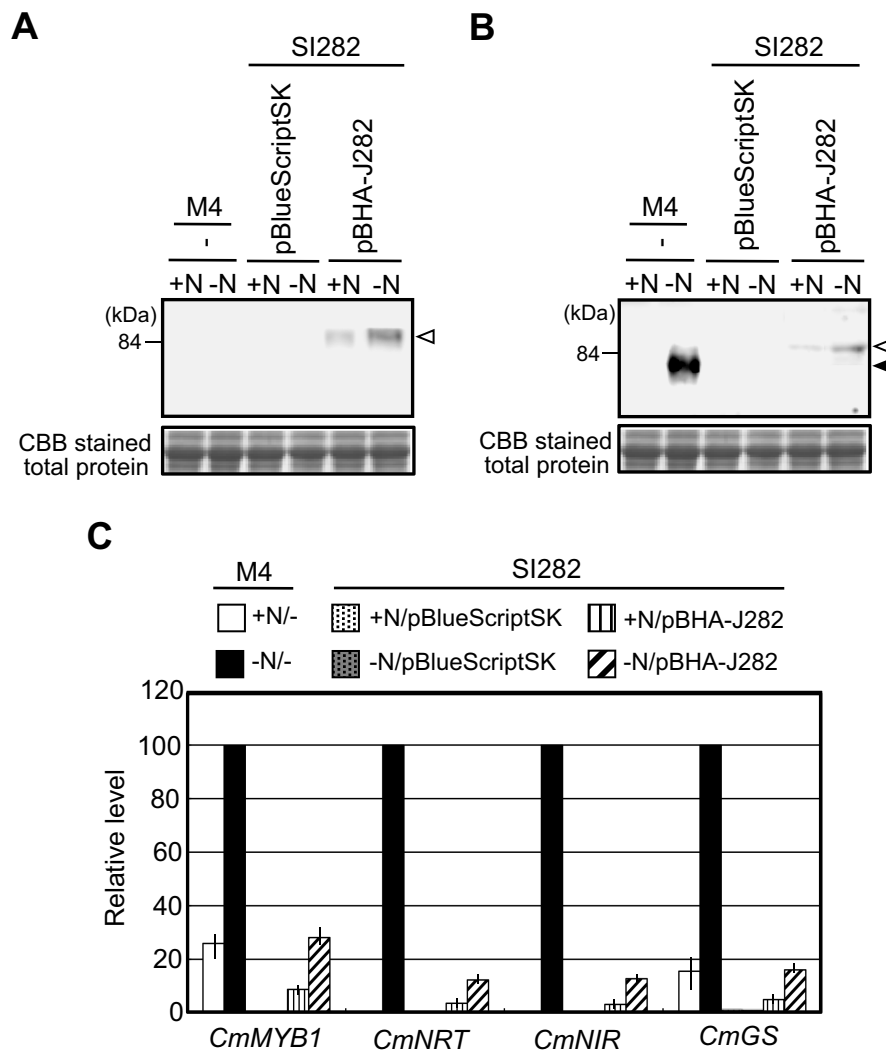 A
SI282
pBlueScriptSK
pBHA-J282
M4
-
+N -N +N -N +N -N
(kDa)
84
CBB stained
total protein
B
SI282
pBlueScriptSK
pBHA-J282
M4
-
+N -N +N -N +N -N
(kDa)
84
CBB stained
total protein
C
M4 SI282
+N/- +N/pBlueScriptSK +N/pBHA-J282
-N/- -N/pBlueScriptSK -N/pBHA-J282
Relative level
120
100
80
60
40
20
0
CmMYB1 CmNRT CmNIR CmGS